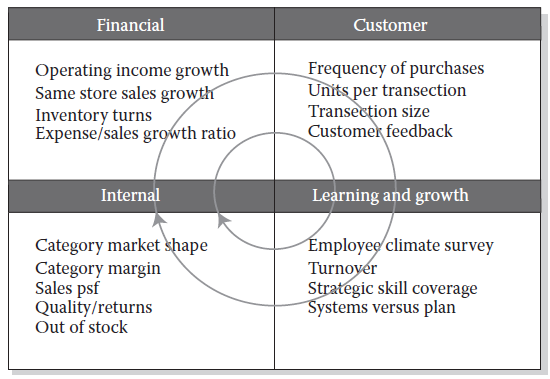 Financial
Operating income growth
Same store sales growth
Inventory turns
Expense/sales growth ratio
Customer
Frequency of purchases
Units per transection
Transection size
Customer feedback
Internal
Category market shape
Category margin
Sales psf
Quality/returns
Out of stock
Learning and growth
Employee climate survey
Turnover
Strategic skill coverage
Systems versus plan